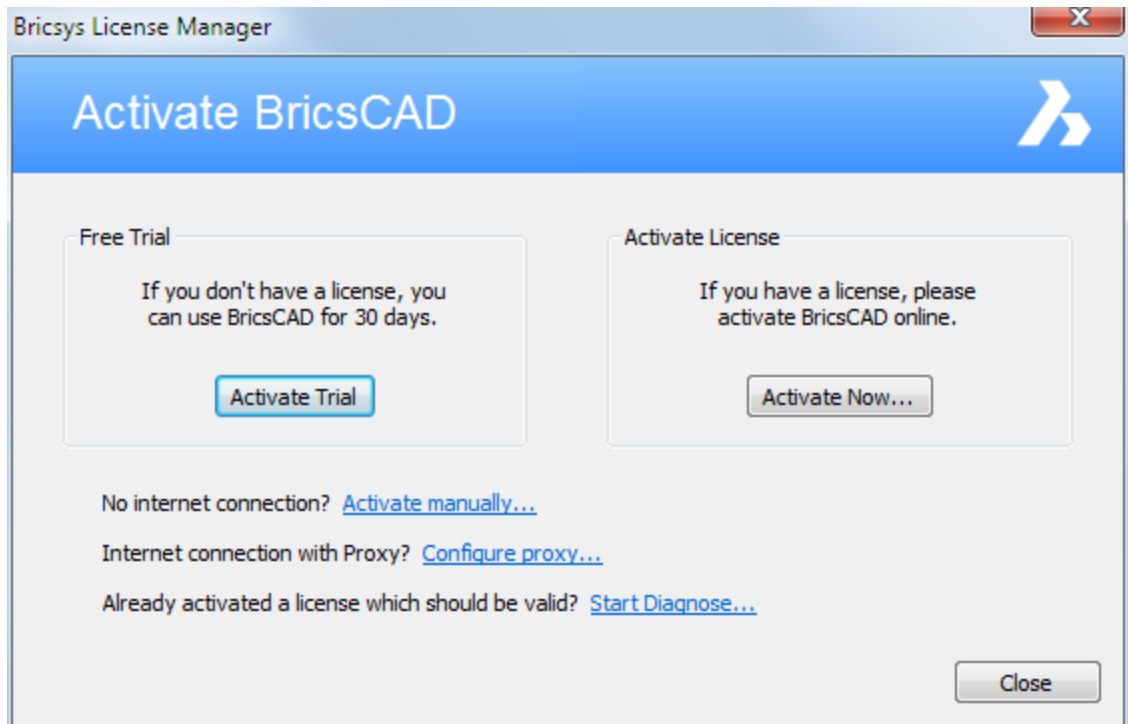 Bricsys License Manager
Activate BricsCAD
Free Trial
If you don't have a license, you
can use BricsCAD for 30 days.
Activate Trial
Activate License
If you have a license, please
activate BricsCAD online.
Activate Now...
No internet connection? Activate manually...
Internet connection with Proxy? Configure proxy...
Already activated a license which should be valid? Start Diagnose...
Close